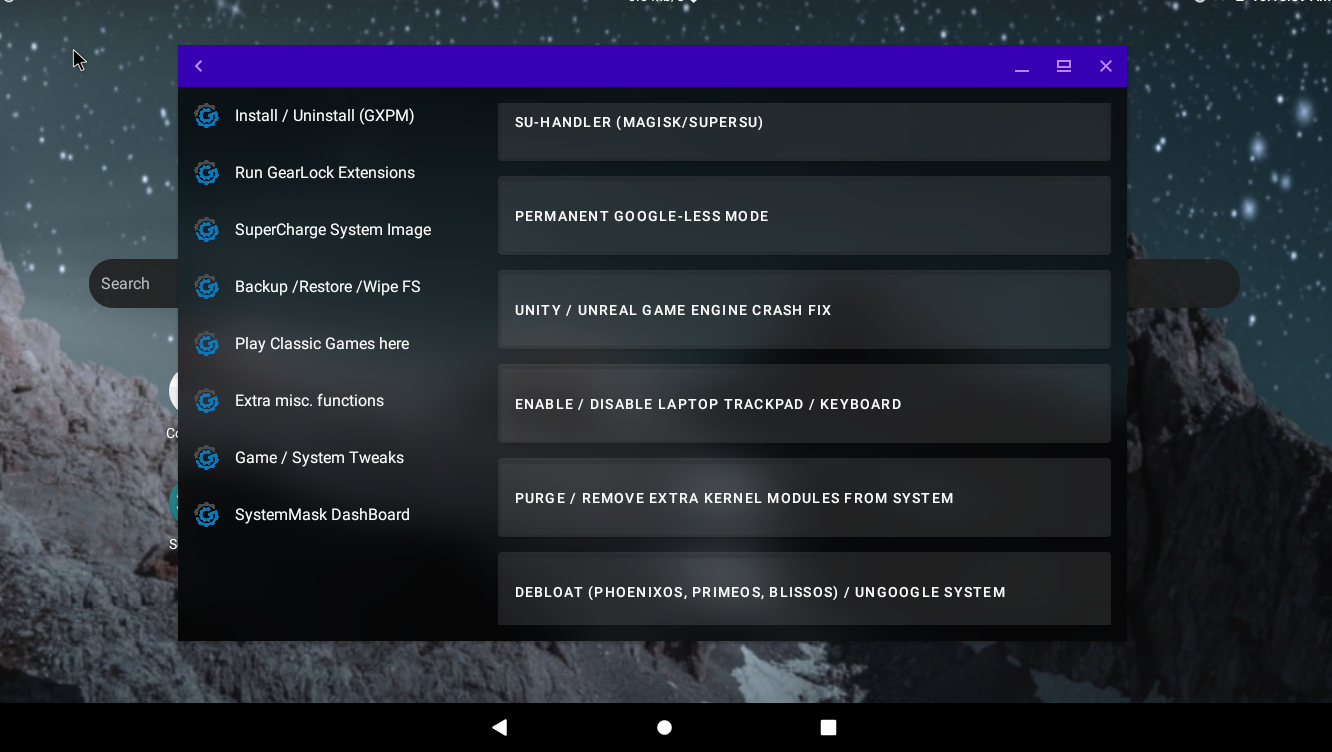 Install / Uninstall (GXPM)
Run GearLock Extensions
SuperCharge System Image
Backup /Restore /Wipe FS
Play Classic Games here
Extra misc. functions
Game / System Tweaks
SystemMask DashBoard
SU-HANDLER (MAGISK/SUPERSU)
PERMANENT GOOGLE-LESS MODE
UNITY / UNREAL GAME ENGINE CRASH FIX
ENABLE / DISABLE LAPTOP TRACKPAD / KEYBOARD
PURGE / REMOVE EXTRA KERNEL MODULES FROM SYSTEM
DEBLOAT (PHOENIXOS, PRIMEOS, BLISSOS) / UNGOOGLE SYSTEM
Search